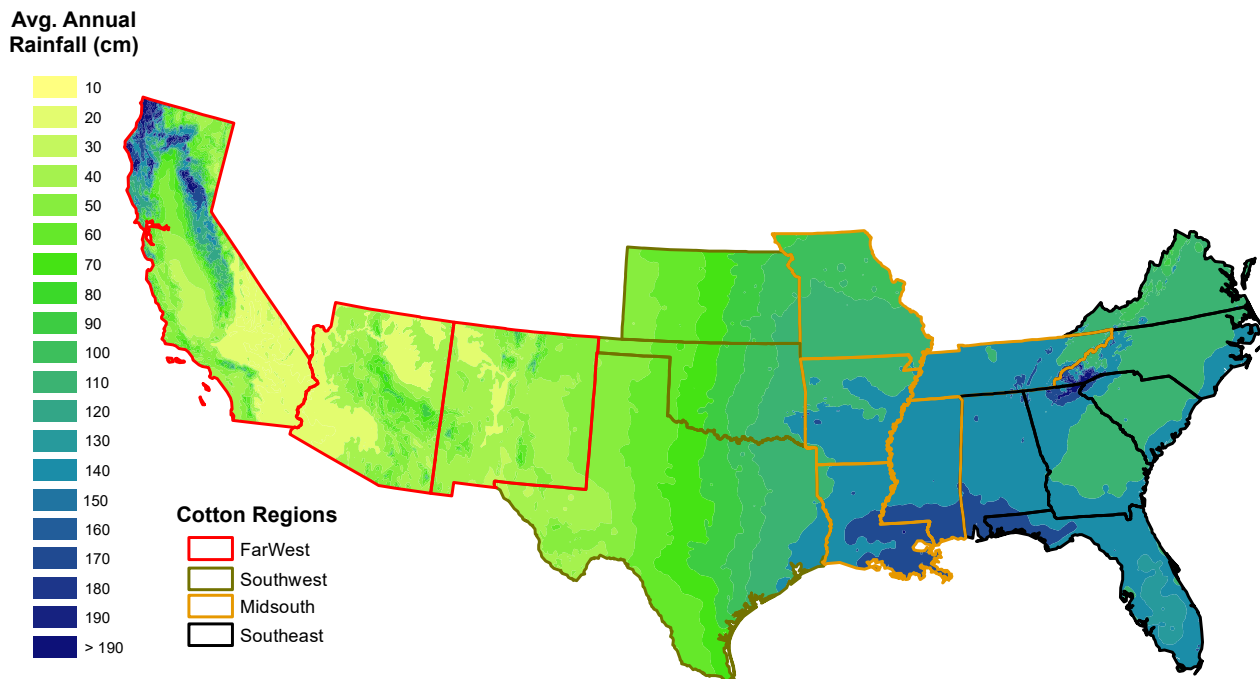 Avg. Annual
Rainfall (cm)
10
20
30
40
50
60
70
80
90
100
110
120
130
140
150
160
170
180
190
> 190
Cotton Regions
FarWest
Southwest
Midsouth
Southeast